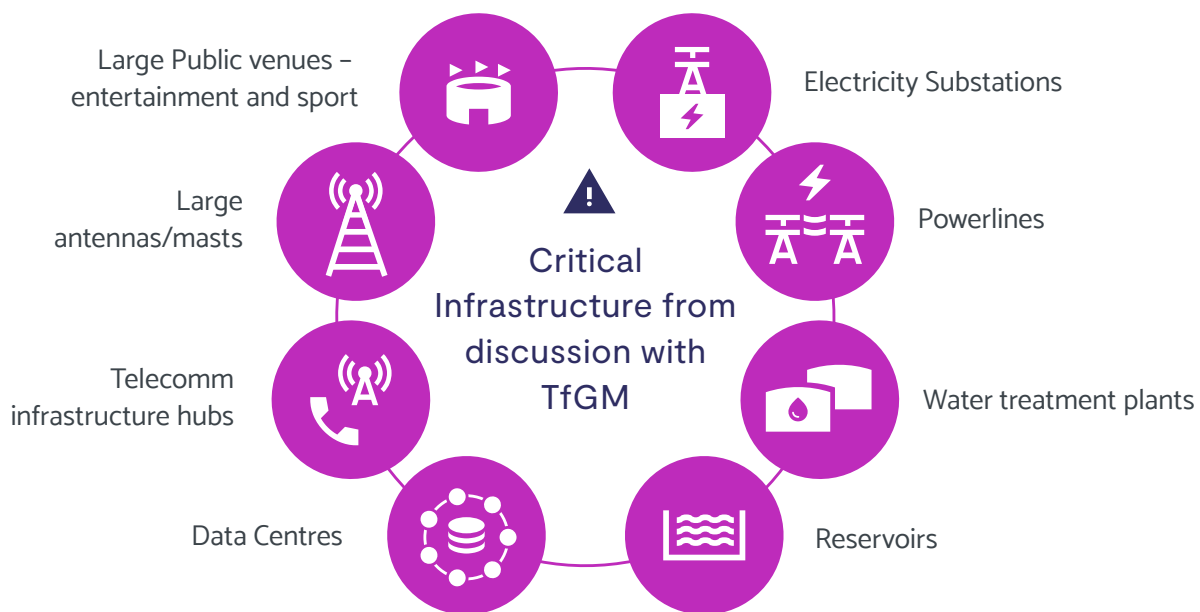 Large Public venues –
entertainment and sport
Electricity Substations
Large
antennas/masts
Powerlines
!
Critical
Infrastructure from
discussion with
TfGM
Telecomm
infrastructure hubs
Water treatment plants
Data Centres
Reservoirs